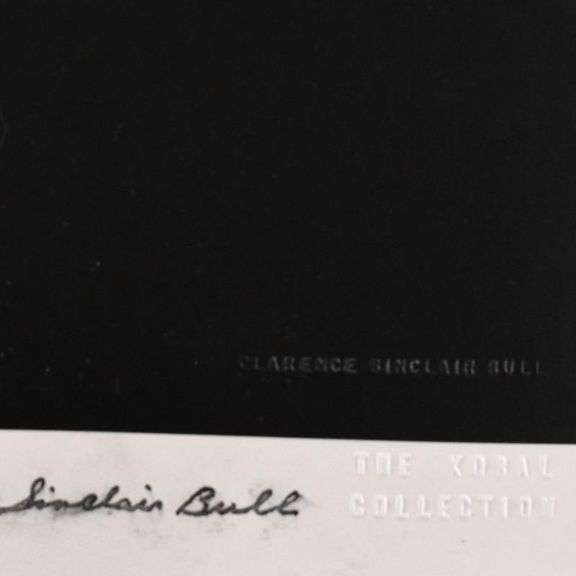 CLARENCE SINCLAIR BULL
Sinclair Bull
THE KOBAL
COLLECTION